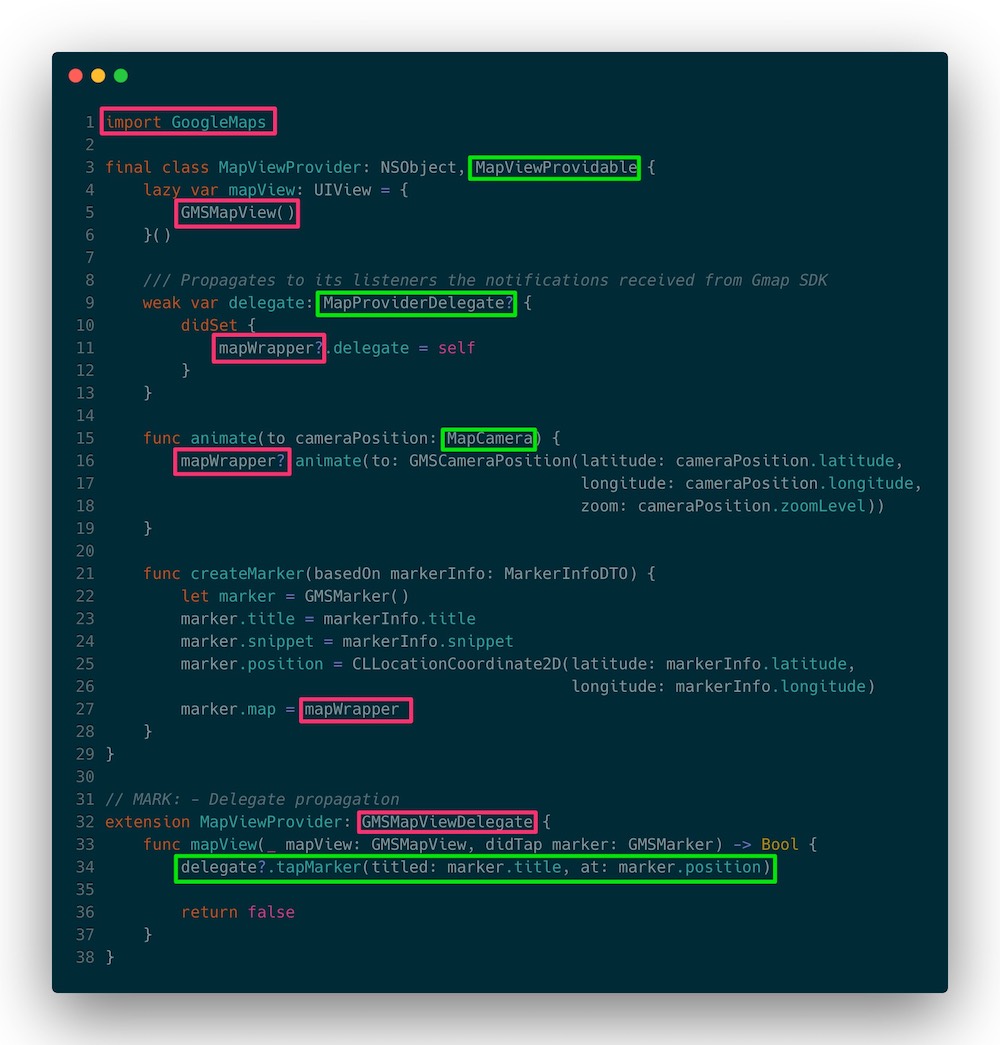 1 import GoogleMaps
2
3 final class MapViewProvider: NSObject, MapViewProvidable {
4     lazy var mapView: UIView = {
5         GMSMapView()
6     }()
7
8     /// Propagates to its listeners the notifications received from Gmap SDK
9     weak var delegate: MapProviderDelegate? {
10         didSet {
11             mapWrapper?.delegate = self
12         }
13     }
14
15     func animate(to cameraPosition: MapCamera) {
16         mapWrapper?.animate(to: GMSCameraPosition(latitude: cameraPosition.latitude,
17                                                   longitude: cameraPosition.longitude,
18                                                   zoom: cameraPosition.zoomLevel))
19     }
20
21     func createMarker(basedOn markerInfo: MarkerInfoDTO) {
22         let marker = GMSMarker()
23         marker.title = markerInfo.title
24         marker.snippet = markerInfo.snippet
25         marker.position = CLLocationCoordinate2D(latitude: markerInfo.latitude,
26                                                  longitude: markerInfo.longitude)
27         marker.map = mapWrapper
28     }
29 }
30
31 // MARK: - Delegate propagation
32 extension MapViewProvider: GMSMapViewDelegate {
33     func mapView(_ mapView: GMSMapView, didTap marker: GMSMarker) -> Bool {
34         delegate?.tapMarker(titled: marker.title, at: marker.position)
35
36         return false
37     }
38 }